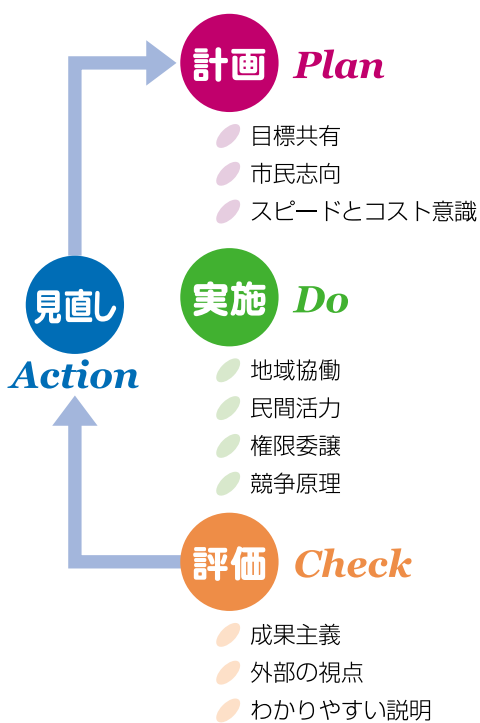 計画 Plan
目標共有
市民志向
スピードとコスト意識
見直し
Action
実施 Do
地域協働
民間活力
権限委譲
競争原理
評価 Check
成果主義
外部の視点
わかりやすい説明